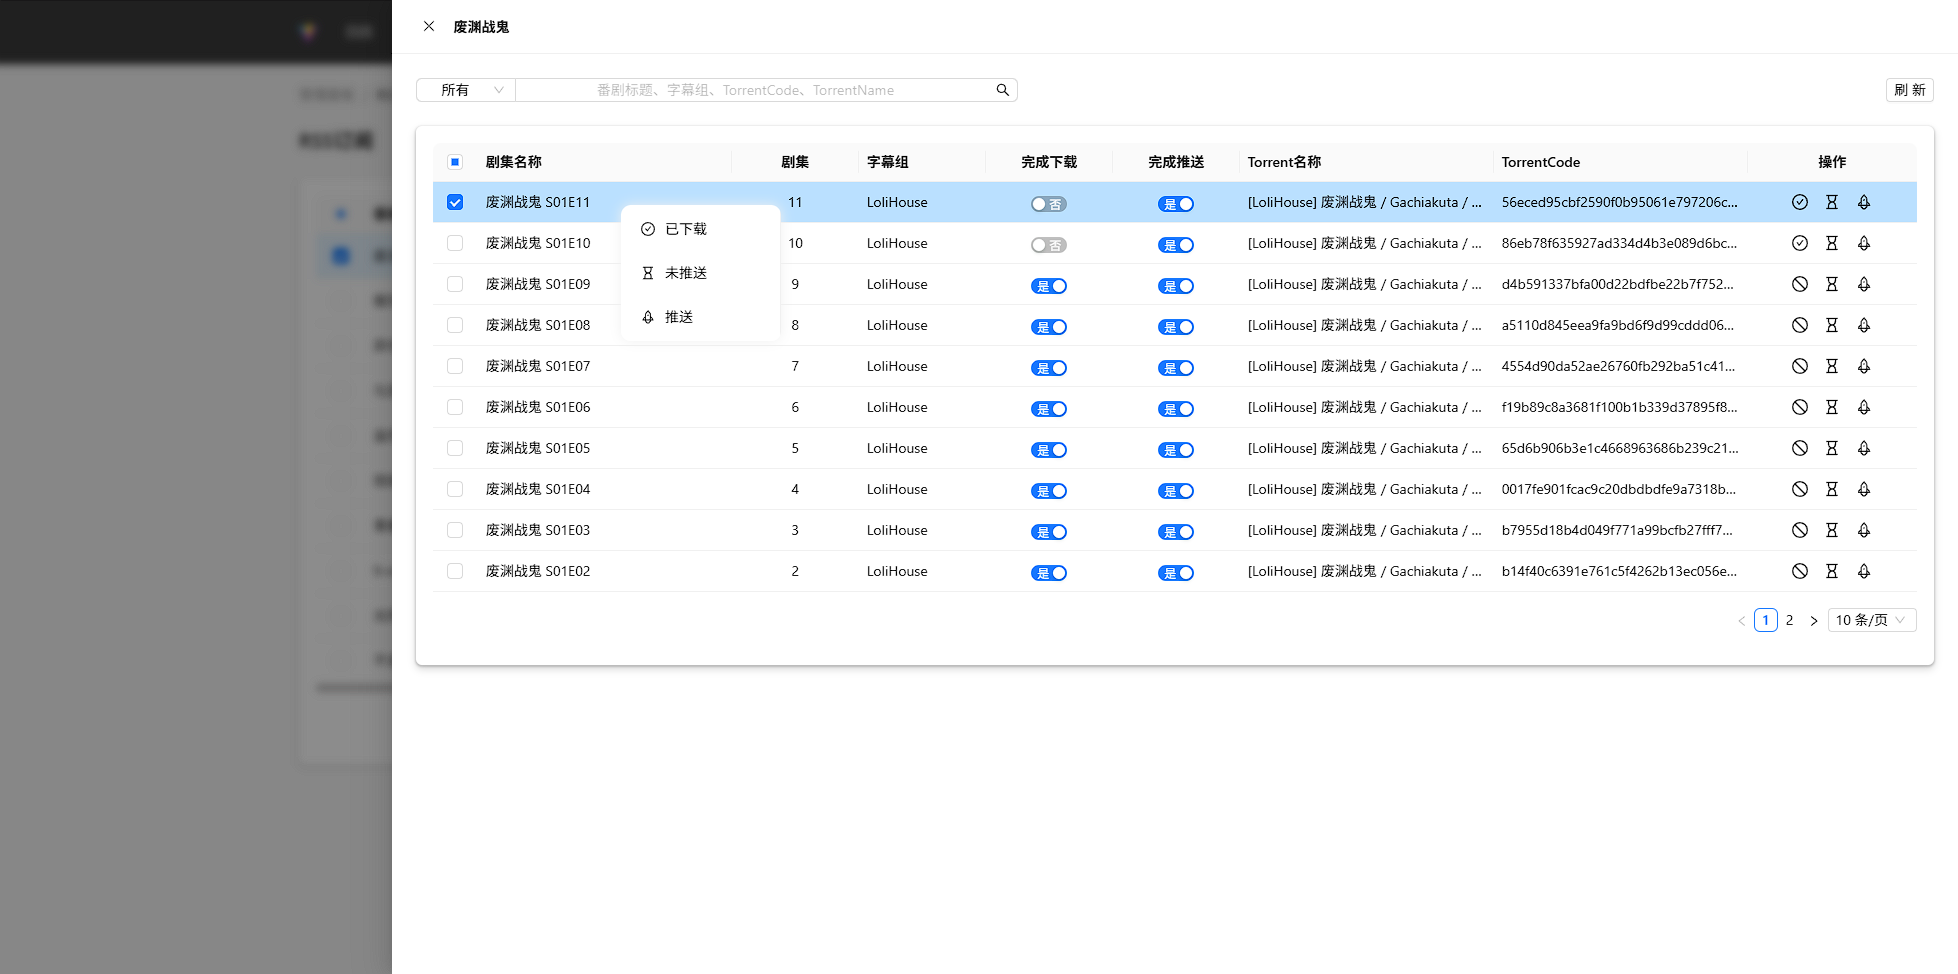 废渊战鬼
所有 番剧标题、字幕组、TorrentCode、TorrentName 刷 新
剧集名称 剧集 字幕组 完成下载 完成推送 Torrent名称 TorrentCode 操作
废渊战鬼 S01E11 11 LoliHouse 否 是 [LoliHouse] 废渊战鬼 / Gachiakuta / ... 56eced95cbf2590f0b95061e797206c...
已下载
废渊战鬼 S01E10 10 LoliHouse 否 是 [LoliHouse] 废渊战鬼 / Gachiakuta / ... 86eb78f635927ad334d4b3e089d6bc...
未推送
废渊战鬼 S01E09 9 LoliHouse 是 是 [LoliHouse] 废渊战鬼 / Gachiakuta / ... d4b591337bfa00d22bdfbe22b7f752...
推送
废渊战鬼 S01E08 8 LoliHouse 是 是 [LoliHouse] 废渊战鬼 / Gachiakuta / ... a5110d845eea9fa9bd6f9d99cddd06...
废渊战鬼 S01E07 7 LoliHouse 是 是 [LoliHouse] 废渊战鬼 / Gachiakuta / ... 4554d90da52ae26760fb292ba51c41...
废渊战鬼 S01E06 6 LoliHouse 是 是 [LoliHouse] 废渊战鬼 / Gachiakuta / ... f19b89c8a3681f100b1b339d37895f8...
废渊战鬼 S01E05 5 LoliHouse 是 是 [LoliHouse] 废渊战鬼 / Gachiakuta / ... 65d6b906b3e1c4668963686b239c21...
废渊战鬼 S01E04 4 LoliHouse 是 是 [LoliHouse] 废渊战鬼 / Gachiakuta / ... 0017fe901fcac9c20dbdbdfe9a7318b...
废渊战鬼 S01E03 3 LoliHouse 是 是 [LoliHouse] 废渊战鬼 / Gachiakuta / ... b7955d18b4d049f771a99bcfb27fff7...
废渊战鬼 S01E02 2 LoliHouse 是 是 [LoliHouse] 废渊战鬼 / Gachiakuta / ... b14f40c6391e761c5f4262b13ec056e...
1 2 10 条/页